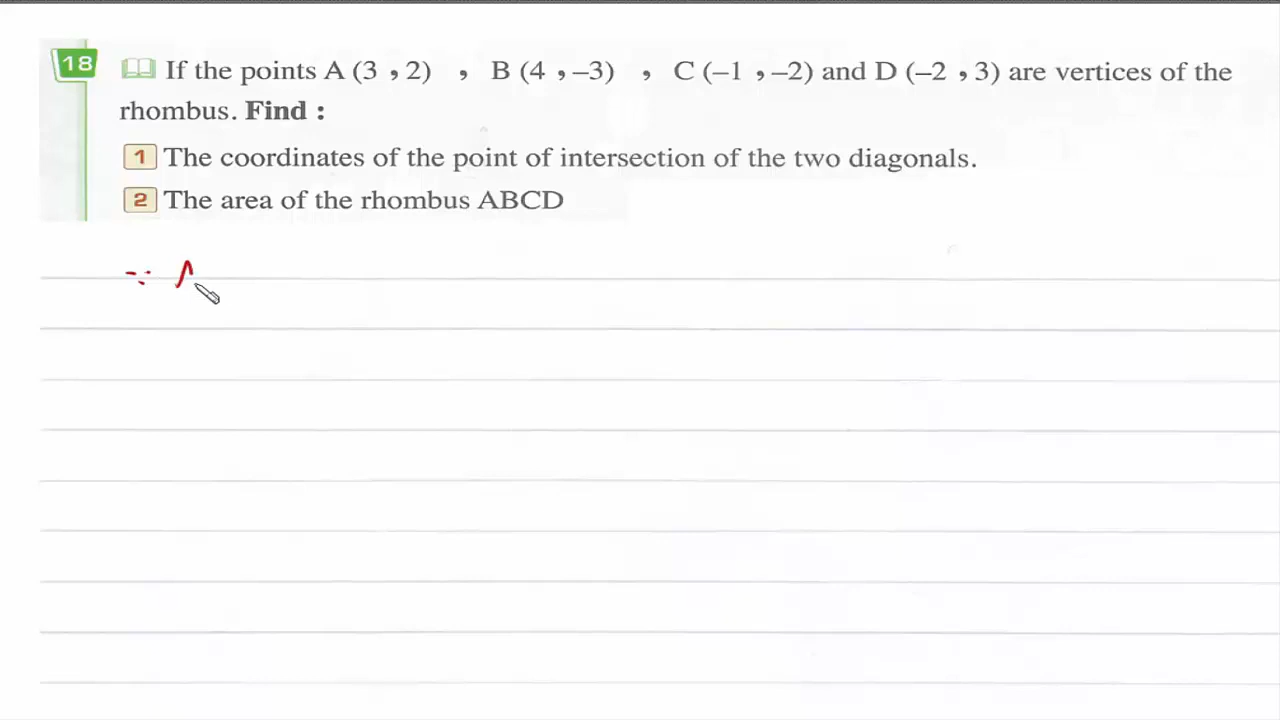 18 If the points A (3 , 2) , B (4 , –3) , C (–1 , –2) and D (–2 , 3) are vertices of the
rhombus. Find :
1 The coordinates of the point of intersection of the two diagonals.
2 The area of the rhombus ABCD
∵ A